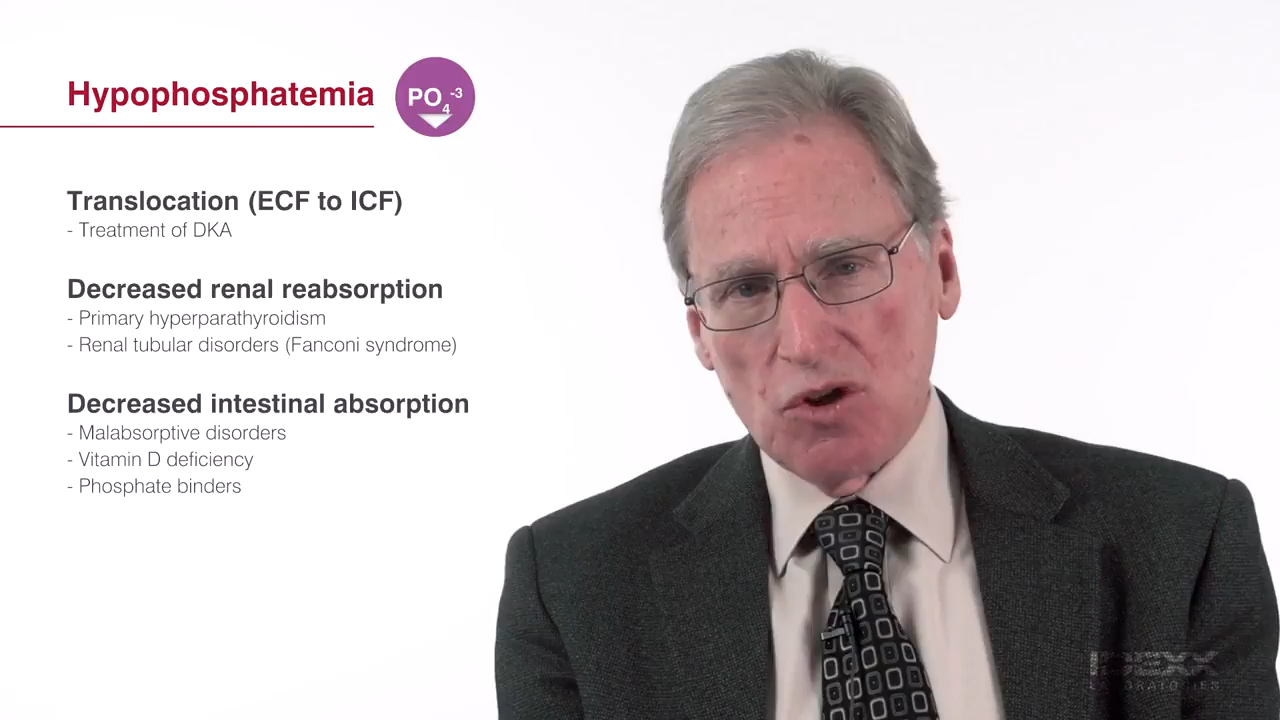 Hypophosphatemia
PO4-3
Translocation (ECF to ICF)
- Treatment of DKA
Decreased renal reabsorption
- Primary hyperparathyroidism
- Renal tubular disorders (Fanconi syndrome)
Decreased intestinal absorption
- Malabsorptive disorders
- Vitamin D deficiency
- Phosphate binders
IDEXX
LABORATORIES